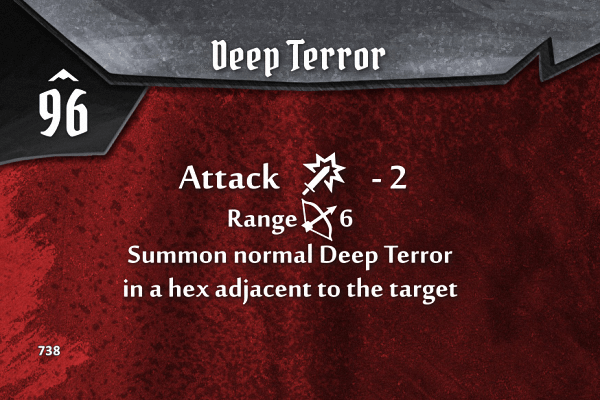 Deep Terror
96
Attack - 2
Range 6
Summon normal Deep Terror
in a hex adjacent to the target
738